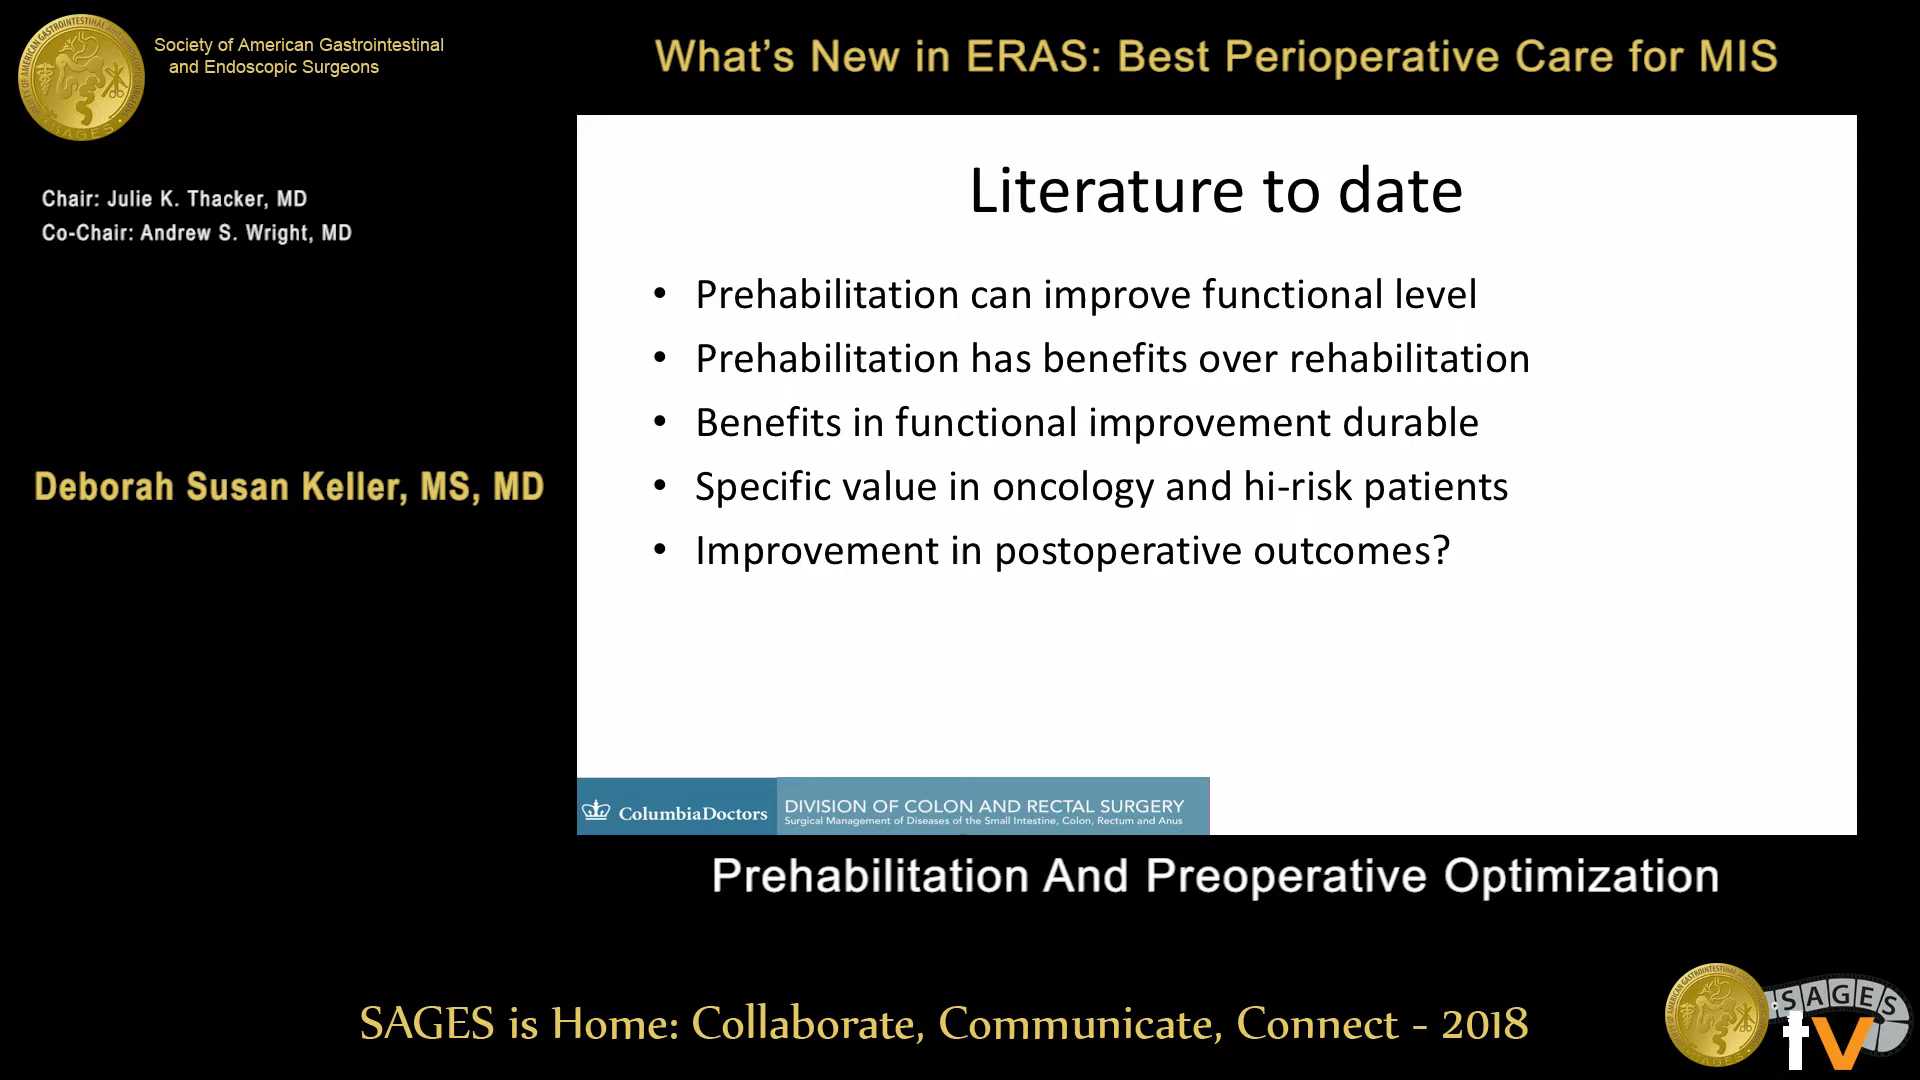 Society of American Gastrointestinal
and Endoscopic Surgeons
What's New in ERAS: Best Perioperative Care for MIS
Chair: Julie K. Thacker, MD
Co-Chair: Andrew S. Wright, MD
Deborah Susan Keller, MS, MD
Literature to date
• Prehabilitation can improve functional level
• Prehabilitation has benefits over rehabilitation
• Benefits in functional improvement durable
• Specific value in oncology and hi-risk patients
• Improvement in postoperative outcomes?
ColumbiaDoctors
DIVISION OF COLON AND RECTAL SURGERY
Surgical Management of Diseases of the Small Intestine, Colon, Rectum and Anus
Prehabilitation And Preoperative Optimization
SAGES is Home: Collaborate, Communicate, Connect - 2018
SAGES
tv